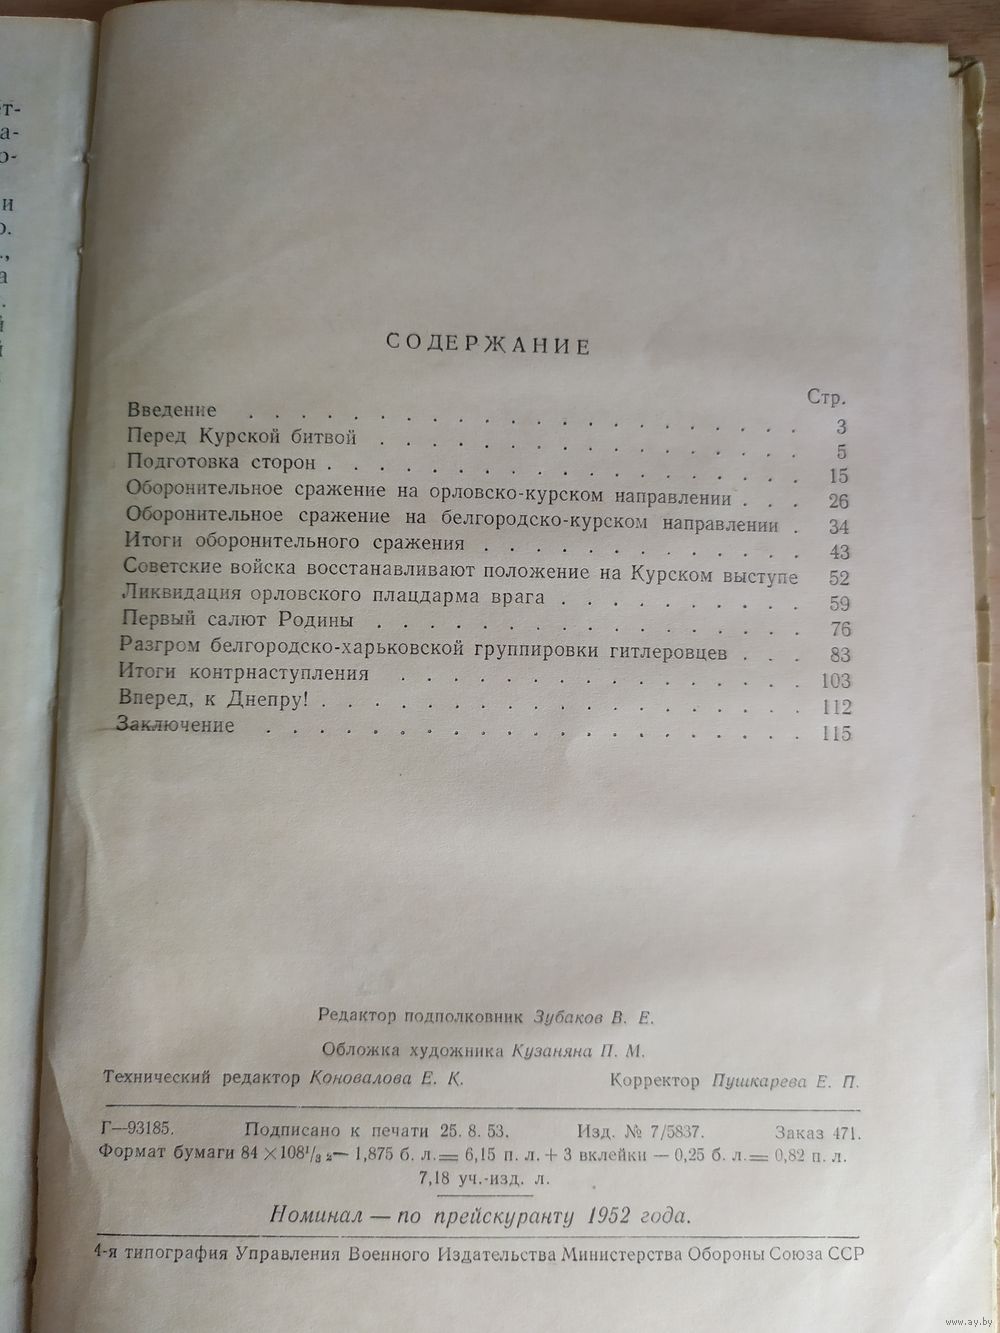 ет-
а-
о-
и
о.
.,
а
.
й
й
СОДЕРЖАНИЕ
Стр.
Введение . . . . . . . . . . . . . . . . . . . . . . 3
Перед Курской битвой . . . . . . . . . . . . . . . . . 5
Подготовка сторон . . . . . . . . . . . . . . . . . . . 15
Оборонительное сражение на орловско-курском направлении . . . 26
Оборонительное сражение на белгородско-курском направлении . 34
Итоги оборонительного сражения . . . . . . . . . . . . . 43
Советские войска восстанавливают положение на Курском выступе 52
Ликвидация орловского плацдарма врага . . . . . . . . . . 59
Первый салют Родины . . . . . . . . . . . . . . . . . 76
Разгром белгородско-харьковской группировки гитлеровцев . . . 83
Итоги контрнаступления . . . . . . . . . . . . . . . . 103
Вперед, к Днепру! . . . . . . . . . . . . . . . . . . . 112
Заключение . . . . . . . . . . . . . . . . . . . . . 115
Редактор подполковник Зубаков В. Е.
Обложка художника Кузаняна П. М.
Технический редактор Коновалова Е. К. Корректор Пушкарева Е. П.
Г—93185. Подписано к печати 25. 8. 53. Изд. № 7/5837. Заказ 471.
Формат бумаги 84×108¹/₃₂— 1,875 б. л.= 6,15 п. л. + 3 вклейки — 0,25 б. л.= 0,82 п. л.
7,18 уч.-изд. л.
Номинал — по прейскуранту 1952 года.
4-я типография Управления Военного Издательства Министерства Обороны Союза ССР
www.ay.by